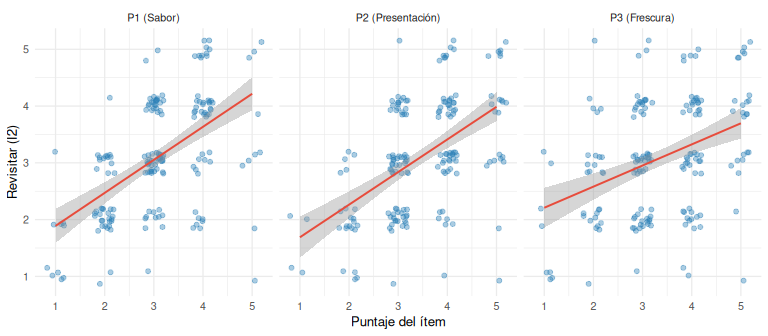 P1 (Sabor)
P2 (Presentación)
P3 (Frescura)
Revisitar (I2)
5
4
3
2
1
1 2 3 4 5
1 2 3 4 5
1 2 3 4 5
Puntaje del ítem